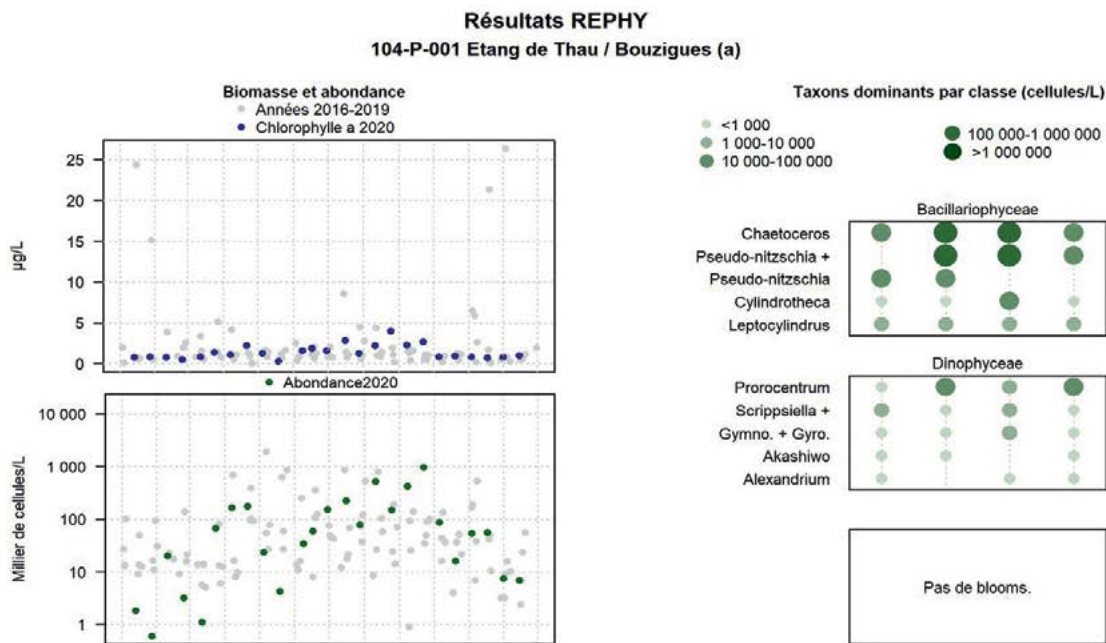 Résultats REPHY
104-P-001 Etang de Thau / Bouzigues (a)
Biomasse et abondance
Années 2016-2019
Chlorophylle a 2020
25
20
15
10
5
0
µg/L
Abondance2020
10 000
1 000
100
10
1
Millier de cellules/L
Taxons dominants par classe (cellules/L)
<1 000
1 000-10 000
10 000-100 000
100 000-1 000 000
>1 000 000
Bacillariophyceae
Chaetoceros
Pseudo-nitzschia +
Pseudo-nitzschia
Cylindrotheca
Leptocylindrus
Dinophyceae
Prorocentrum
Scrippsiella +
Gymno. + Gyro.
Akashiwo
Alexandrium
Pas de blooms.